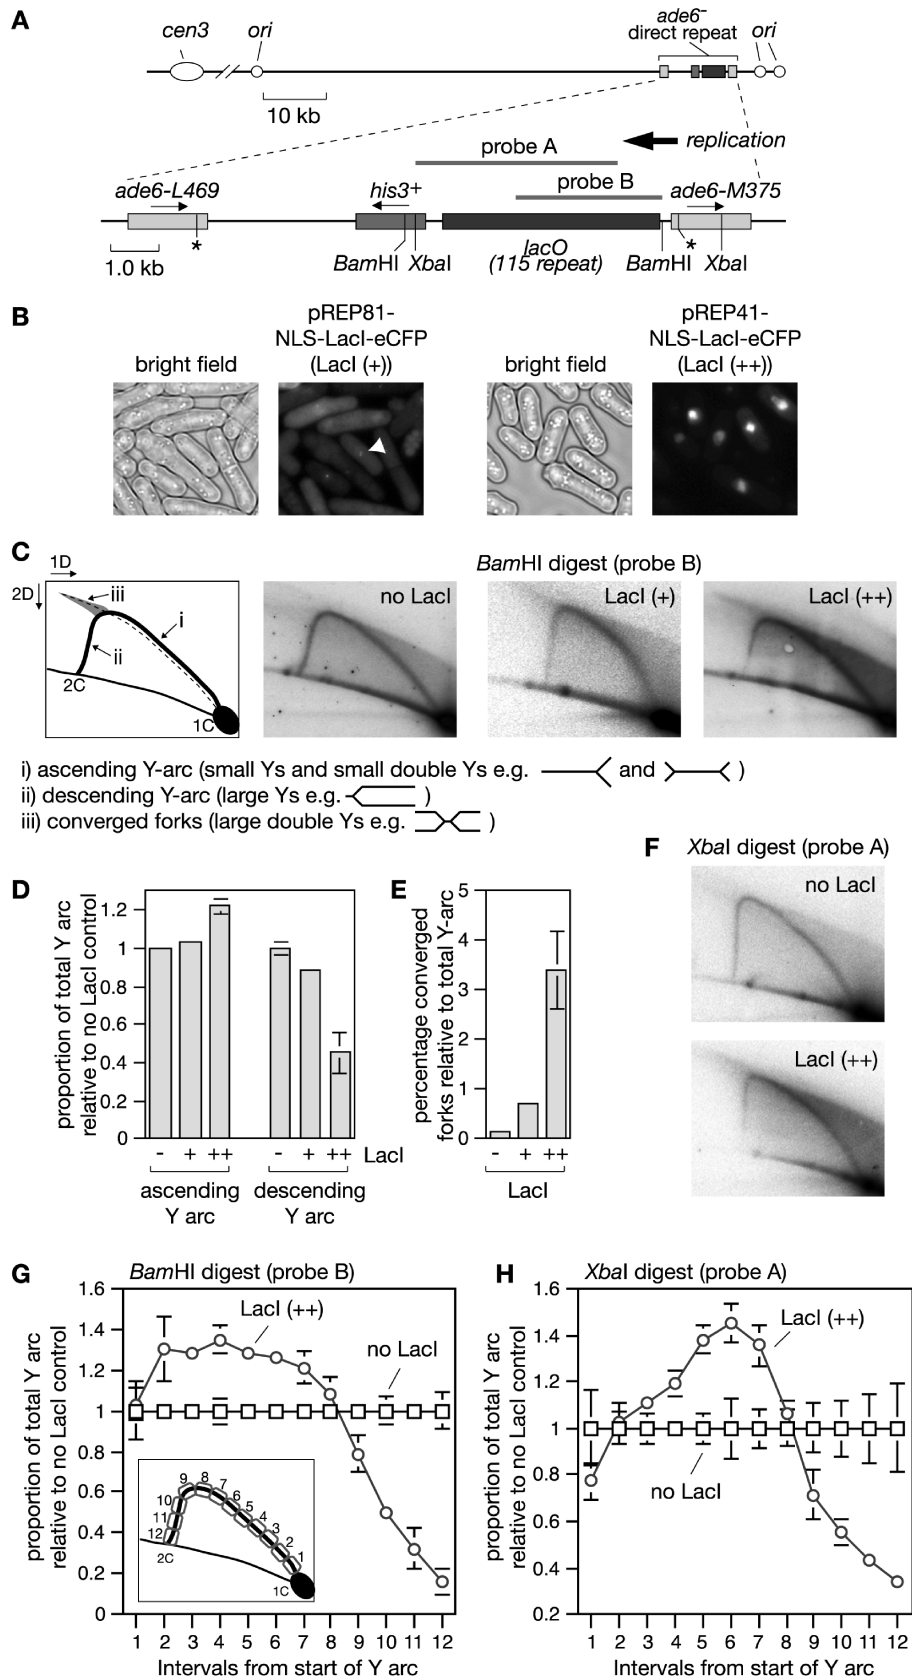 A
cen3
ori
ade6-
direct repeat
ori
10 kb
replication
probe A
probe B
ade6-L469
his3+
ade6-M375
*
*
1.0 kb
BamHI
XbaI
lacO
(115 repeat)
BamHI
XbaI
B
bright field
pREP81-
NLS-LacI-eCFP
(LacI (+))
bright field
pREP41-
NLS-LacI-eCFP
(LacI (++))
C
1D
2D
iii
i
ii
2C
1C
BamHI digest (probe B)
no LacI
LacI (+)
LacI (++)
i) ascending Y-arc (small Ys and small double Ys e.g. and )
ii) descending Y-arc (large Ys e.g. )
iii) converged forks (large double Ys e.g. )
D
proportion of total Y arc
relative to no LacI control
1.2
1
0.8
0.6
0.4
0.2
0
- + ++ - + ++ LacI
ascending
Y arc
descending
Y arc
E
percentage converged
forks relative to total Y-arc
5
4
3
2
1
0
- + ++
LacI
F
XbaI digest (probe A)
no LacI
LacI (++)
G
BamHI digest (probe B)
proportion of total Y arc
relative to no LacI control
1.6
1.4
1.2
1
0.8
0.6
0.4
0.2
0
LacI (++)
no LacI
9 8 7
10 6
11 5
12 4
3
2
1
2C
1C
1 2 3 4 5 6 7 8 9 10 11 12
Intervals from start of Y arc
H
XbaI digest (probe A)
proportion of total Y arc
relative to no LacI control
1.6
1.4
1.2
1
0.8
0.6
0.4
0.2
LacI (++)
no LacI
1 2 3 4 5 6 7 8 9 10 11 12
Intervals from start of Y arc